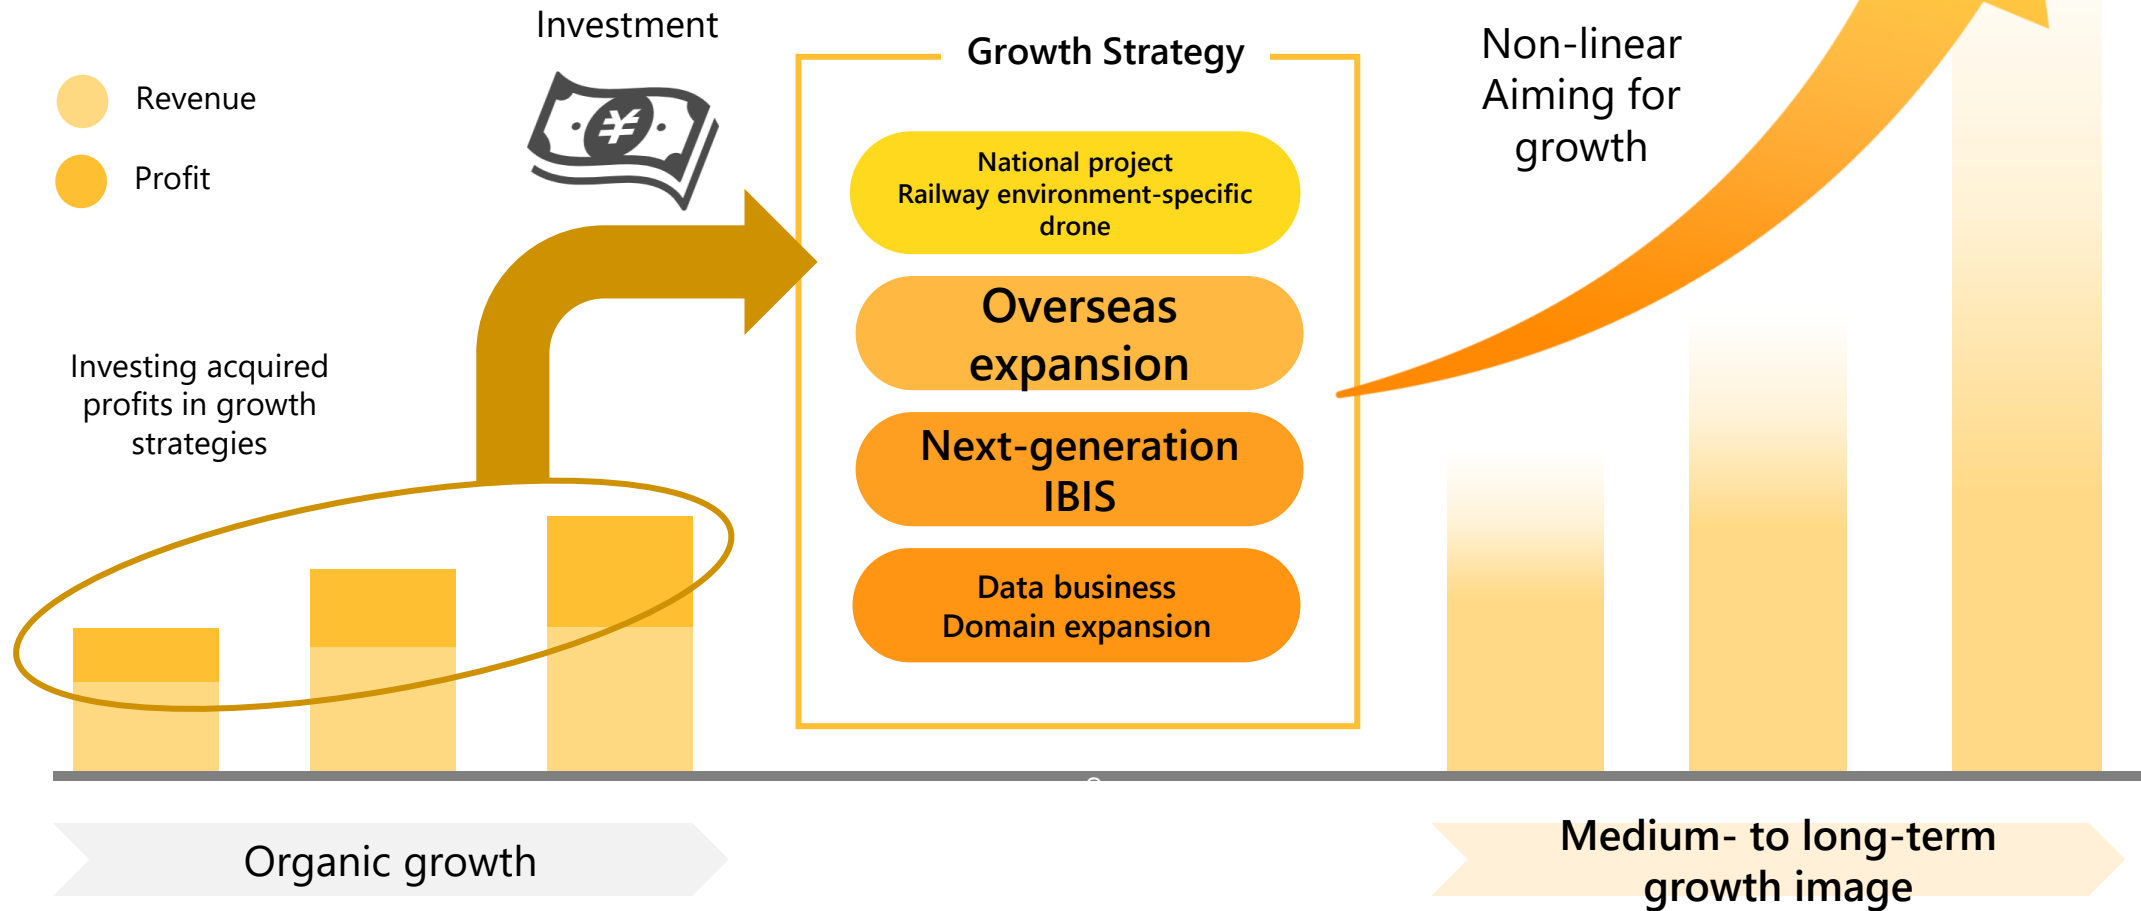 Investment
Revenue
Profit
Investing acquired
profits in growth
strategies
¥
Growth Strategy
National project
Railway environment-specific
drone
Overseas
expansion
Next-generation
IBIS
Data business
Domain expansion
Non-linear
Aiming for
growth
Organic growth
Medium- to long-term
growth image